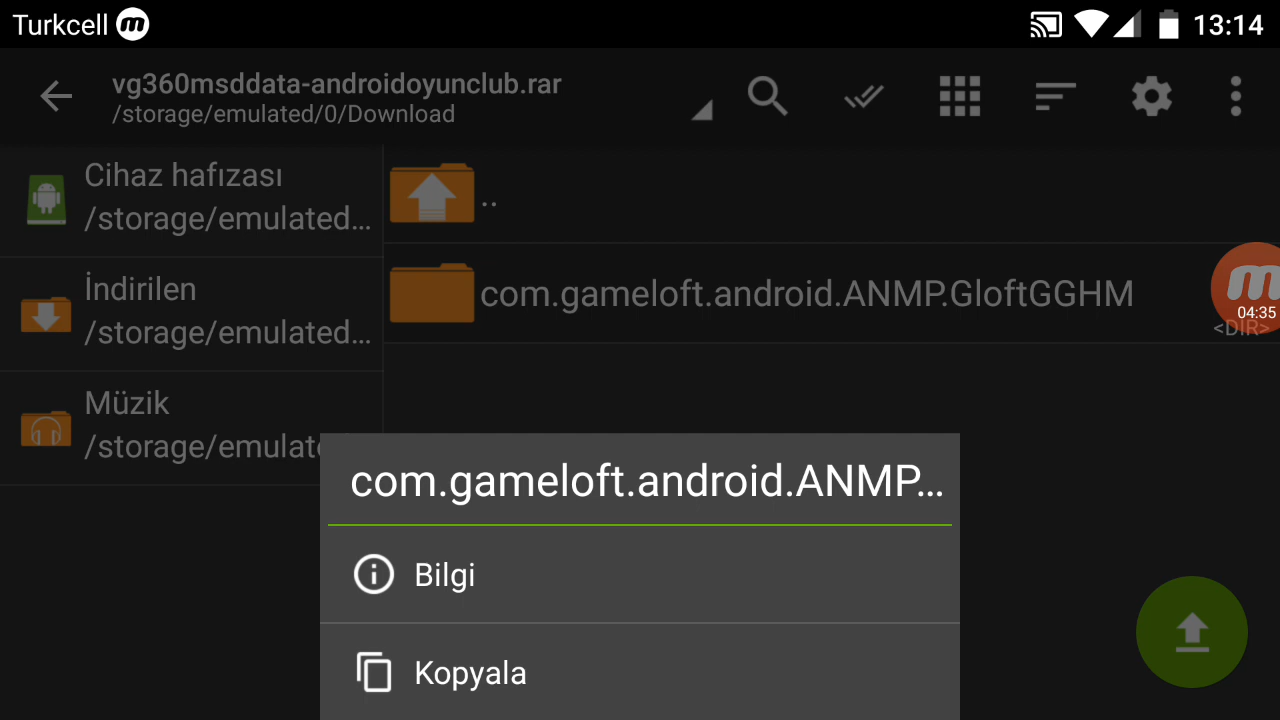 Turkcell
13:14
vg360msddata-androidoyunclub.rar
/storage/emulated/0/Download
Cihaz hafızası
/storage/emulated...
İndirilen
/storage/emulated...
Müzik
/storage/emulat
..
com.gameloft.android.ANMP.GloftGGHM
04:35
<DIR>
com.gameloft.android.ANMP...
Bilgi
Kopyala